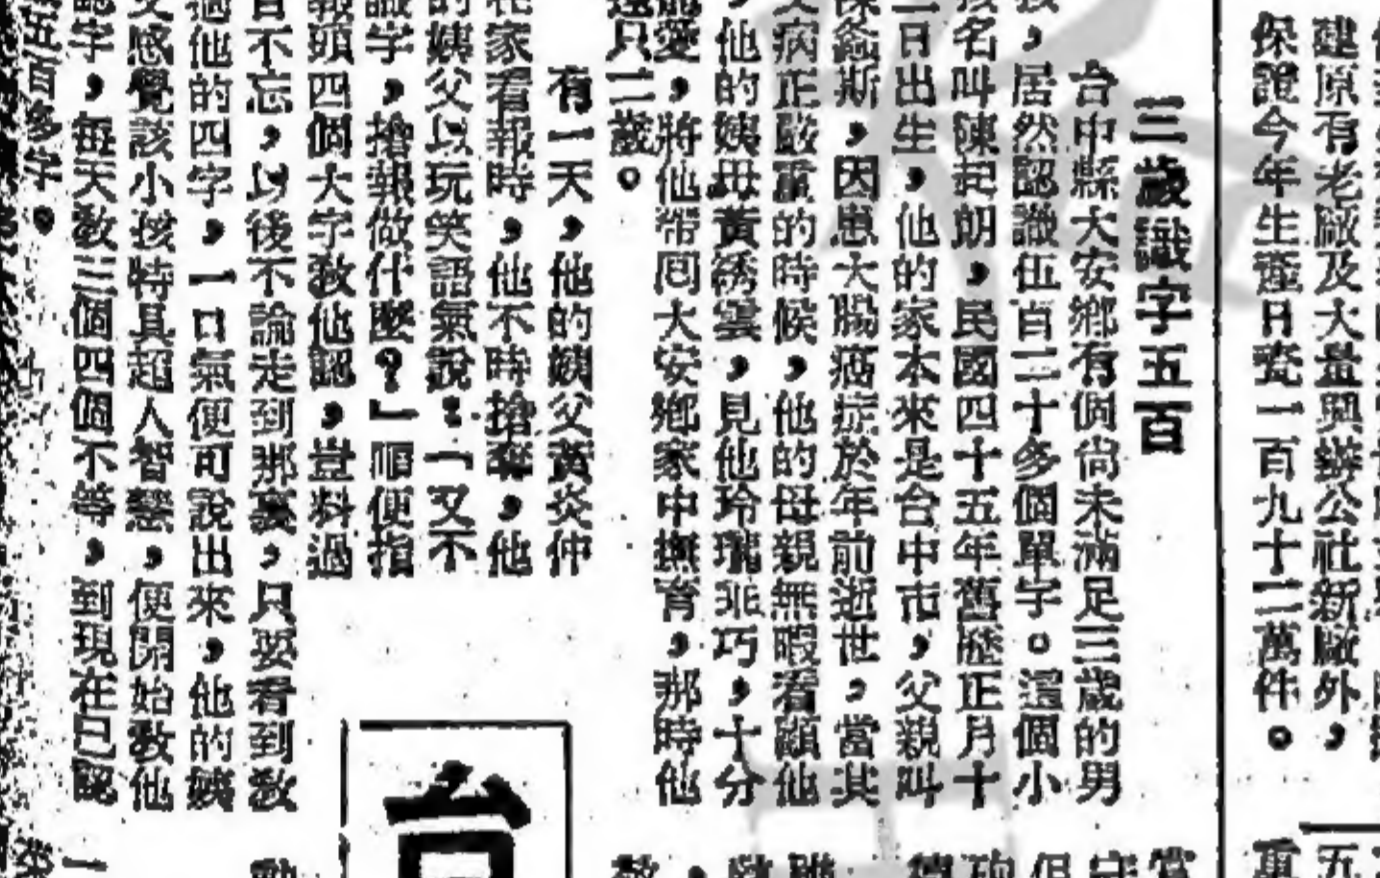 建原有老廠及大量興辦公社新廠外，
保證今年生產日瓷一百九十二萬件。
三歲識字五百
台中縣大安鄉有個尚未滿足三歲的男
孩，居然認識伍百二十多個單字。這個小
孩名叫陳起朗，民國四十五年舊歷正月十
二日出生，他的家本來是台中市，父親叫
斯，因患大腸癌症於年前逝世，當其
父病正嚴重的時候，他的母親無暇看顧他
，他的姨母黃綉雲，見他玲瓏乖巧，十分
愛，將他帶回大安鄉家中撫育，那時他
還只二歲。
有一天，他的姨父黃炎仲
在家看報時，他不時搶奪，他
的姨父以玩笑語氣說：「又不
識字，搶報做什麼？」順便指
報頭四個大字教他認，豈料過
目不忘，以後不論走到那裏，只要看到教
過他的四字，一口氣便可說出來，他的姨
父感覺該小孩特具超人智慧，便開始教他
認字，每天教三個四個不等，到現在已認
識五百多字。
台